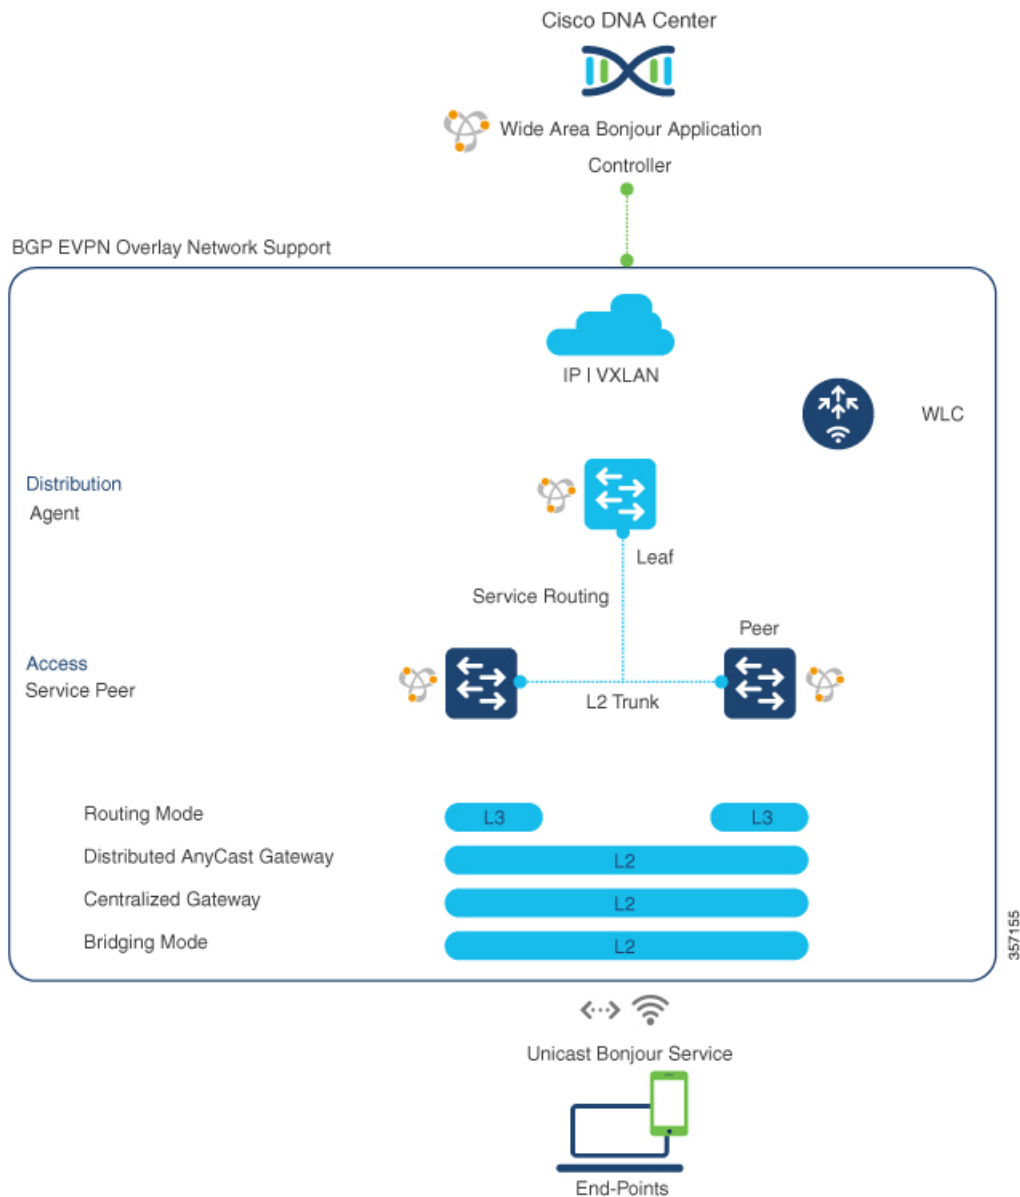 Cisco DNA Center
Wide Area Bonjour Application
Controller
BGP EVPN Overlay Network Support
IP I VXLAN
WLC
Distribution
Agent
Leaf
Service Routing
Peer
Access
Service Peer
L2 Trunk
Routing Mode
L3
L3
Distributed AnyCast Gateway
L2
Centralized Gateway
L2
Bridging Mode
L2
357155
Unicast Bonjour Service
End-Points